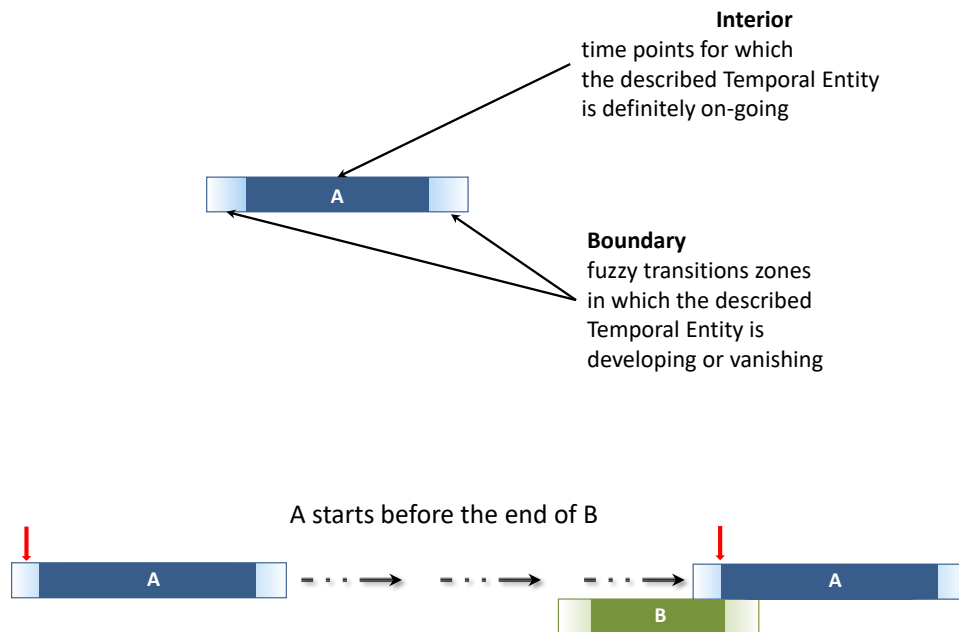 Interior
time points for which
the described Temporal Entity
is definitely on-going
A
Boundary
fuzzy transitions zones
in which the described
Temporal Entity is
developing or vanishing
A starts before the end of B
A
A
B